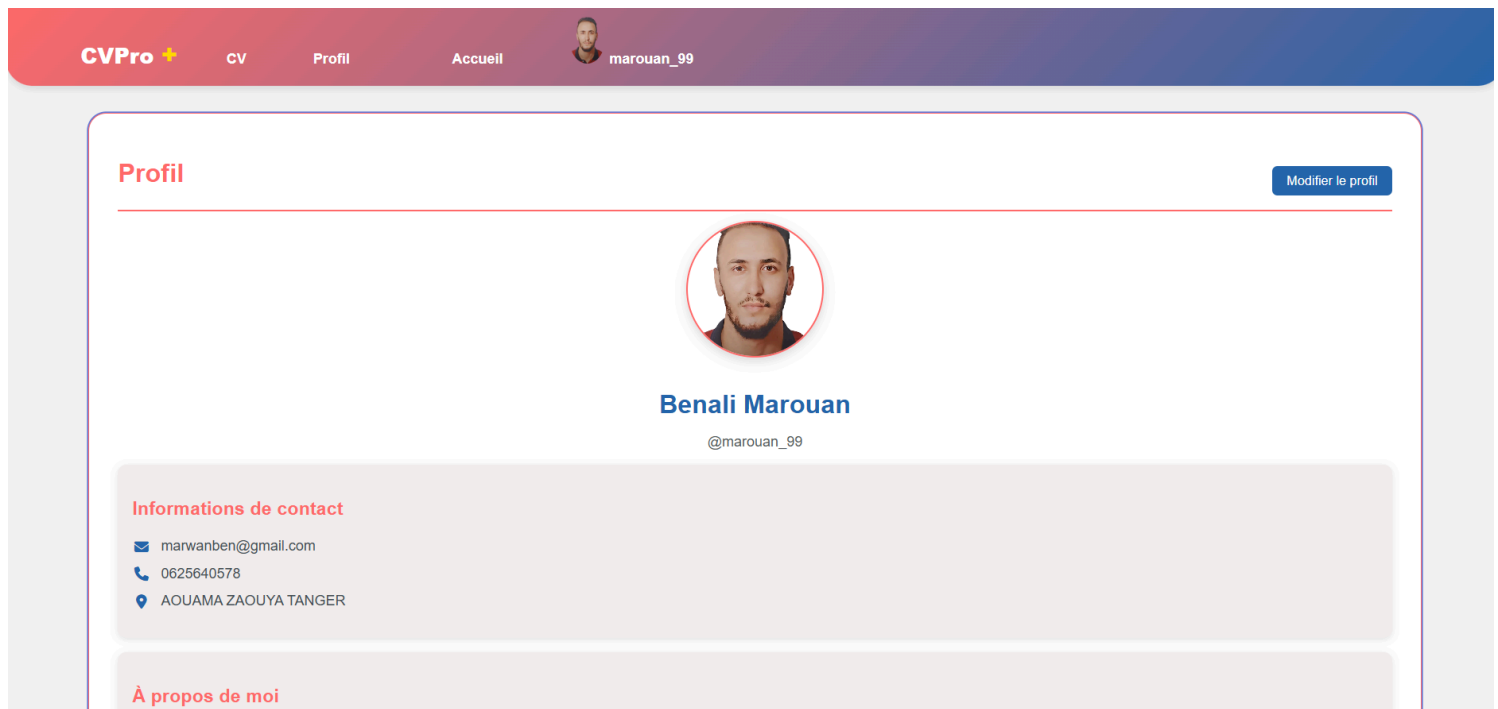 CVPro + CV Profil Accueil marouan_99
Profil
Modifier le profil
Benali Marouan
@marouan_99
Informations de contact
marwanben@gmail.com
0625640578
AOUAMA ZAOUYA TANGER
À propos de moi